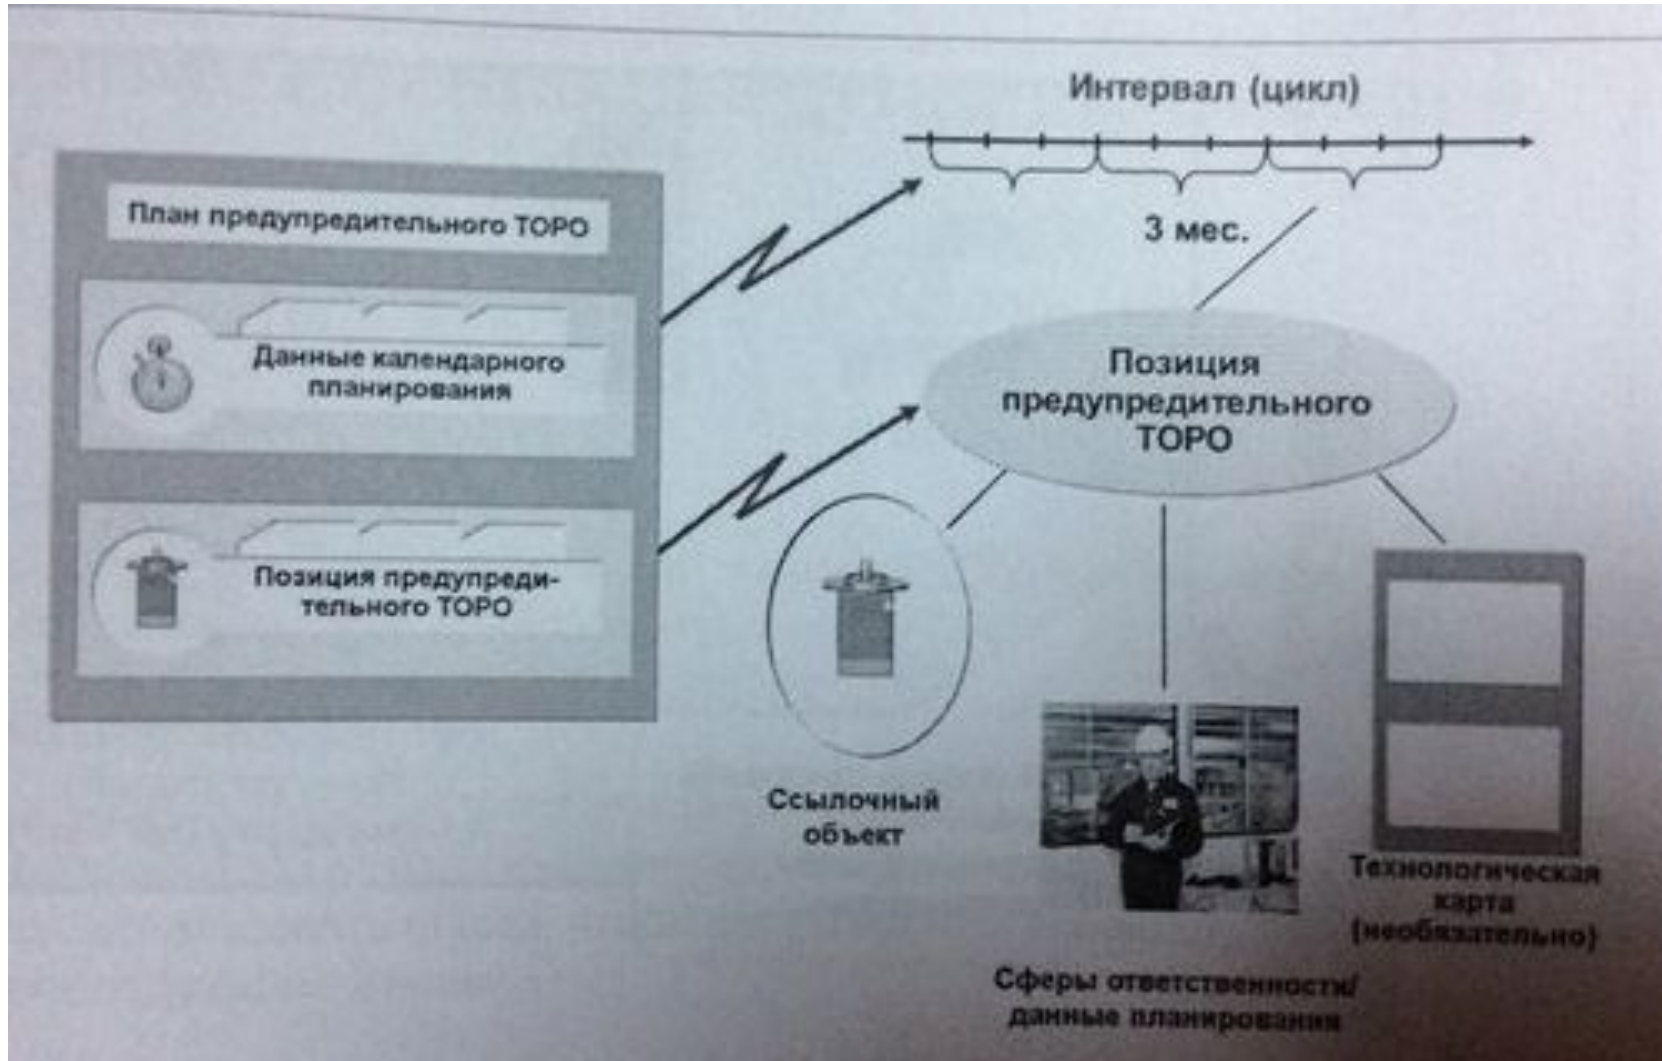 Интервал (цикл)
3 мес.
План предупредительного ТОРО
Данные календарного
планирования
Позиция предупреди-
тельного ТОРО
Позиция
предупредительного
ТОРО
Ссылочный
объект
Сферы ответственности/
данные планирования
Технологическая
карта
(необязательно)